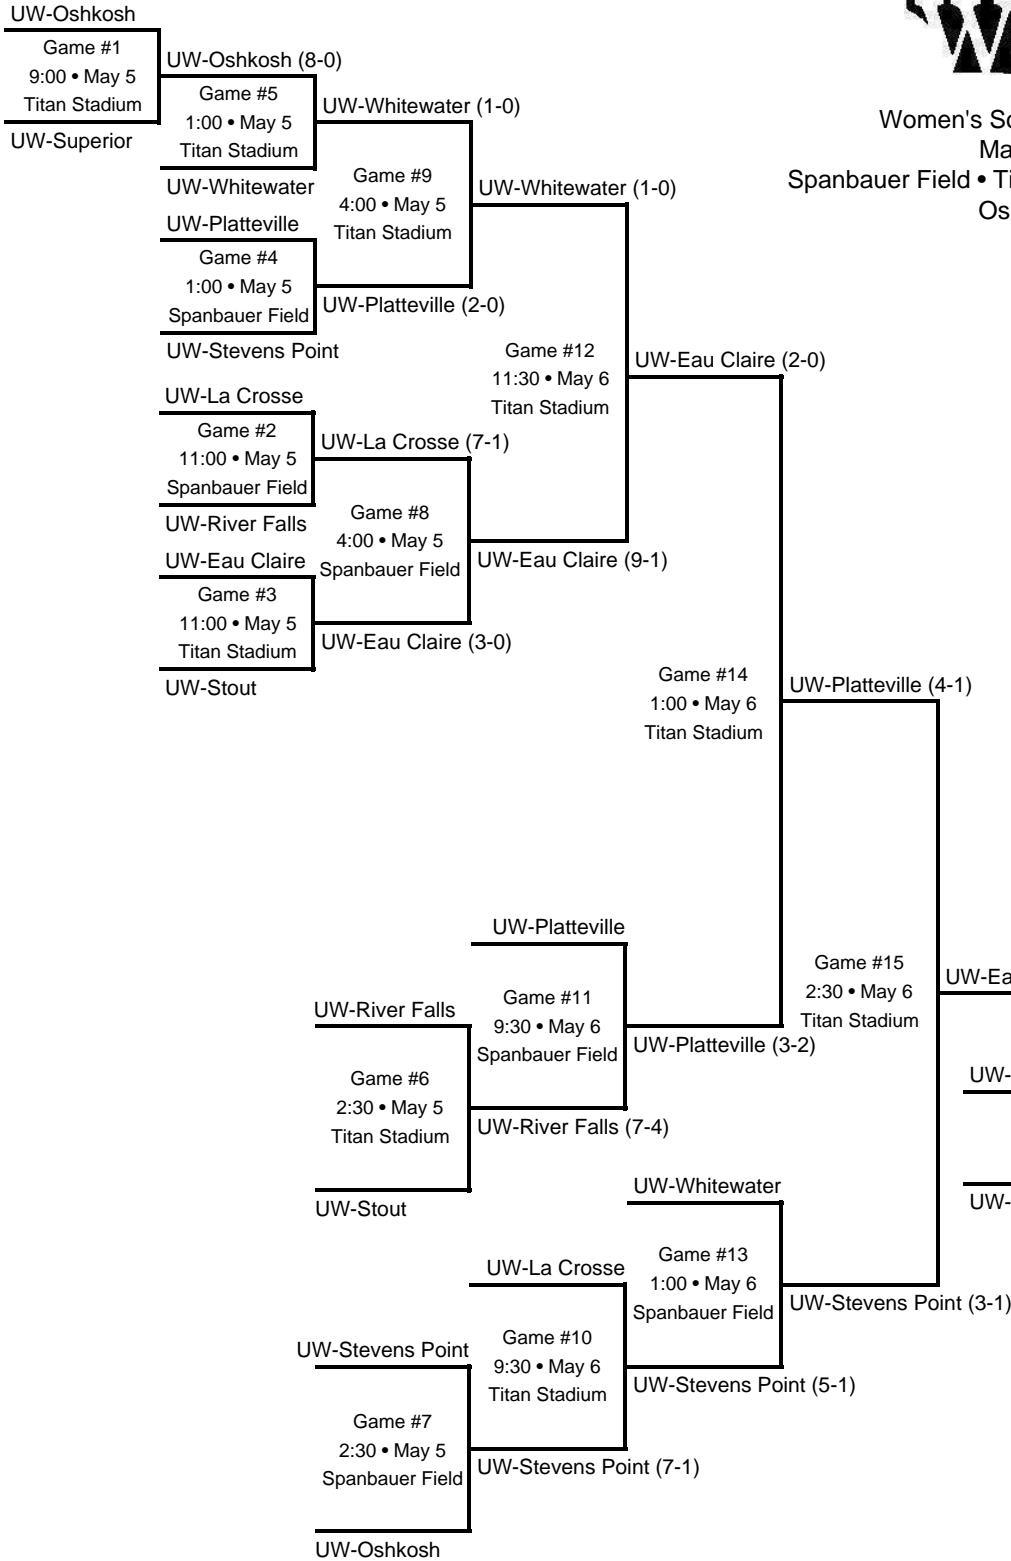 UW-Oshkosh
Game #1
9:00 • May 5
Titan Stadium
UW-Superior
UW-Oshkosh (8-0)
Game #5
1:00 • May 5
Titan Stadium
UW-Whitewater
UW-Whitewater (1-0)
Women's So
Ma
Spanbauer Field • Ti
Os
UW-Platteville
Game #4
1:00 • May 5
Spanbauer Field
UW-Stevens Point
Game #9
4:00 • May 5
Titan Stadium
UW-Platteville (2-0)
UW-Whitewater (1-0)
UW-La Crosse
Game #2
11:00 • May 5
Spanbauer Field
UW-River Falls
UW-La Crosse (7-1)
UW-Eau Claire
Game #3
11:00 • May 5
Titan Stadium
UW-Stout
Game #8
4:00 • May 5
Spanbauer Field
UW-Eau Claire (3-0)
UW-Eau Claire (9-1)
Game #12
11:30 • May 6
Titan Stadium
UW-Eau Claire (2-0)
Game #14
1:00 • May 6
Titan Stadium
UW-Platteville (4-1)
UW-Platteville
Game #11
9:30 • May 6
Spanbauer Field
UW-Platteville (3-2)
UW-River Falls
Game #6
2:30 • May 5
Titan Stadium
UW-Stout
UW-River Falls (7-4)
Game #15
2:30 • May 6
Titan Stadium
UW-Ea
UW-
UW-
UW-Whitewater
Game #13
1:00 • May 6
Spanbauer Field
UW-Stevens Point (3-1)
UW-La Crosse
Game #10
9:30 • May 6
Titan Stadium
UW-Stevens Point (5-1)
UW-Stevens Point
Game #7
2:30 • May 5
Spanbauer Field
UW-Oshkosh
UW-Stevens Point (7-1)